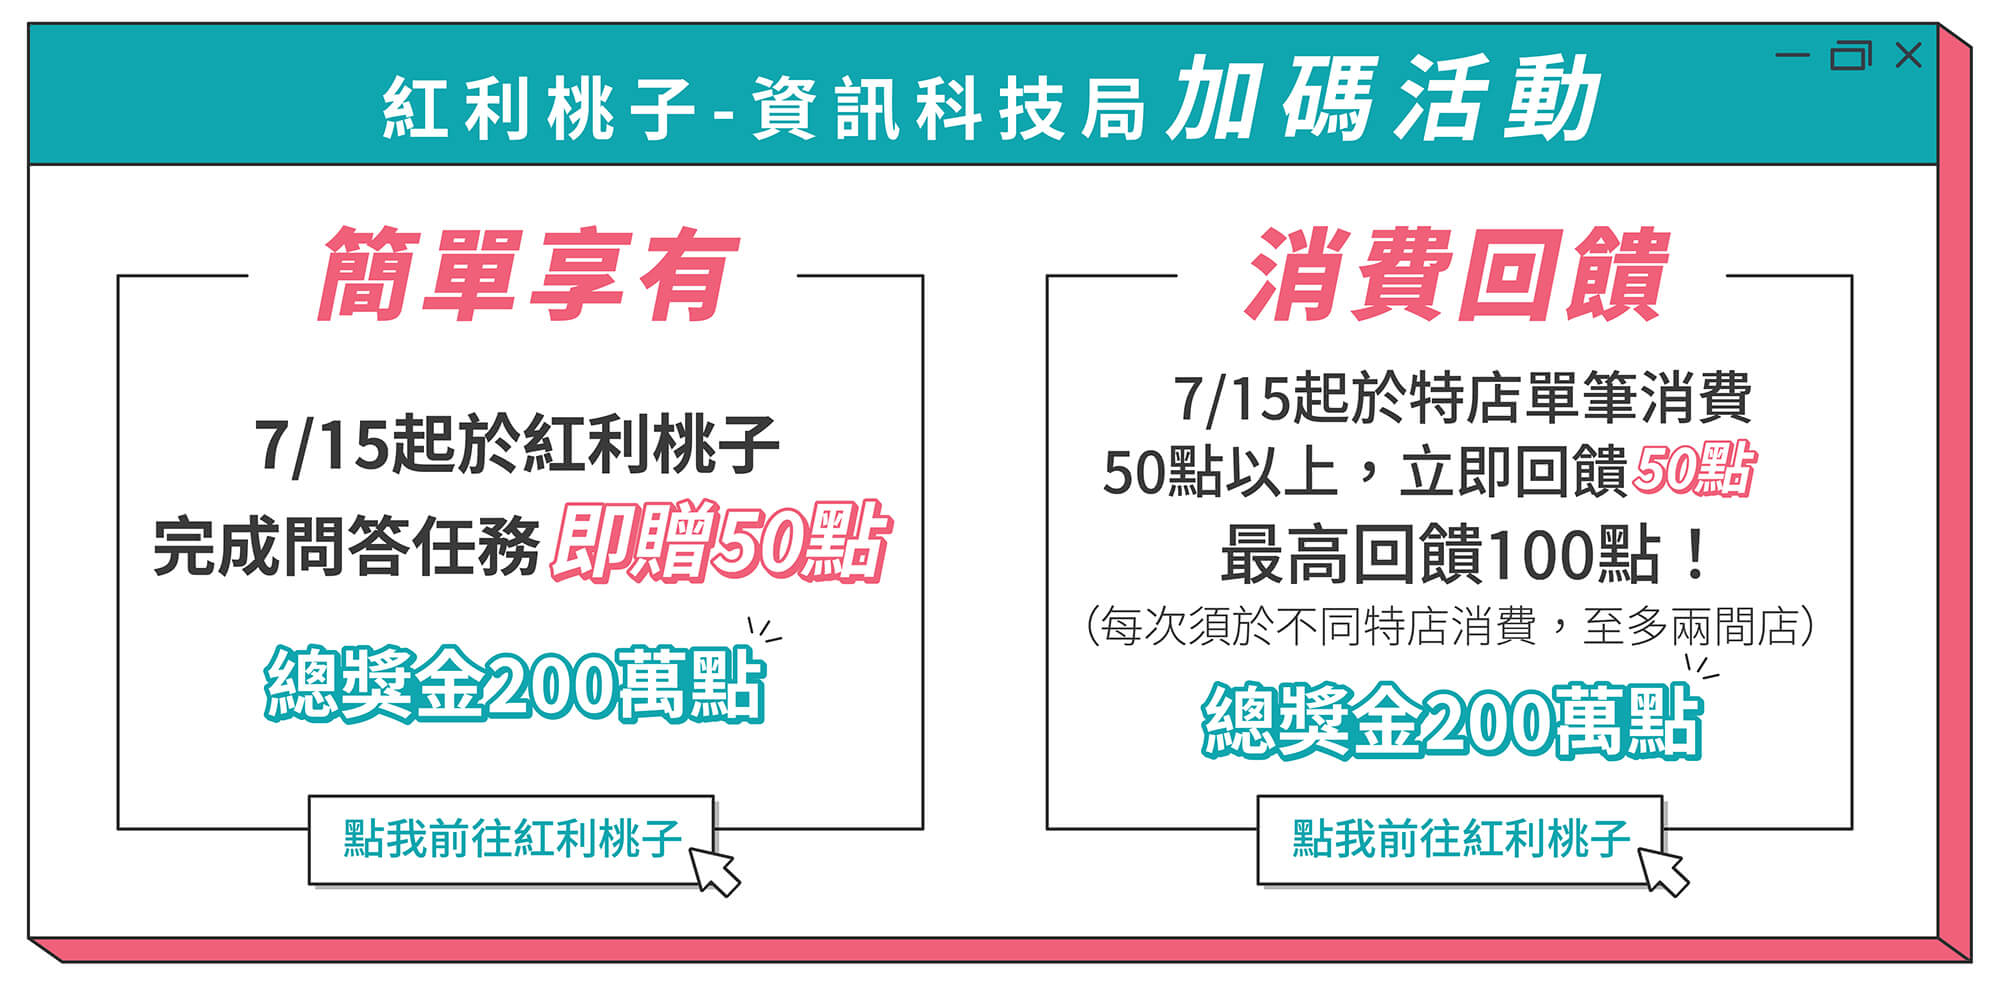 紅利桃子-資訊科技局加碼活動
簡單享有
7/15起於紅利桃子
完成問答任務即贈50點
總獎金200萬點
點我前往紅利桃子
消費回饋
7/15起於特店單筆消費
50點以上，立即回饋50點
最高回饋100點！
（每次須於不同特店消費，至多兩間店）
總獎金200萬點
點我前往紅利桃子